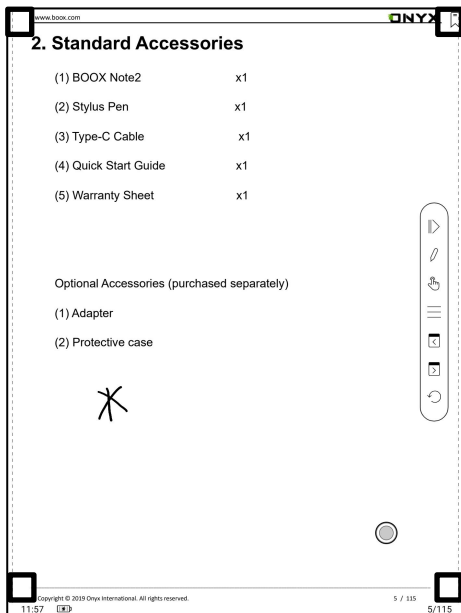 www.boox.com
ONYX
2. Standard Accessories
(1) BOOX Note2 x1
(2) Stylus Pen x1
(3) Type-C Cable x1
(4) Quick Start Guide x1
(5) Warranty Sheet x1
Optional Accessories (purchased separately)
(1) Adapter
(2) Protective case
Copyright © 2019 Onyx International. All rights reserved. 5 / 115
11:57 5/115